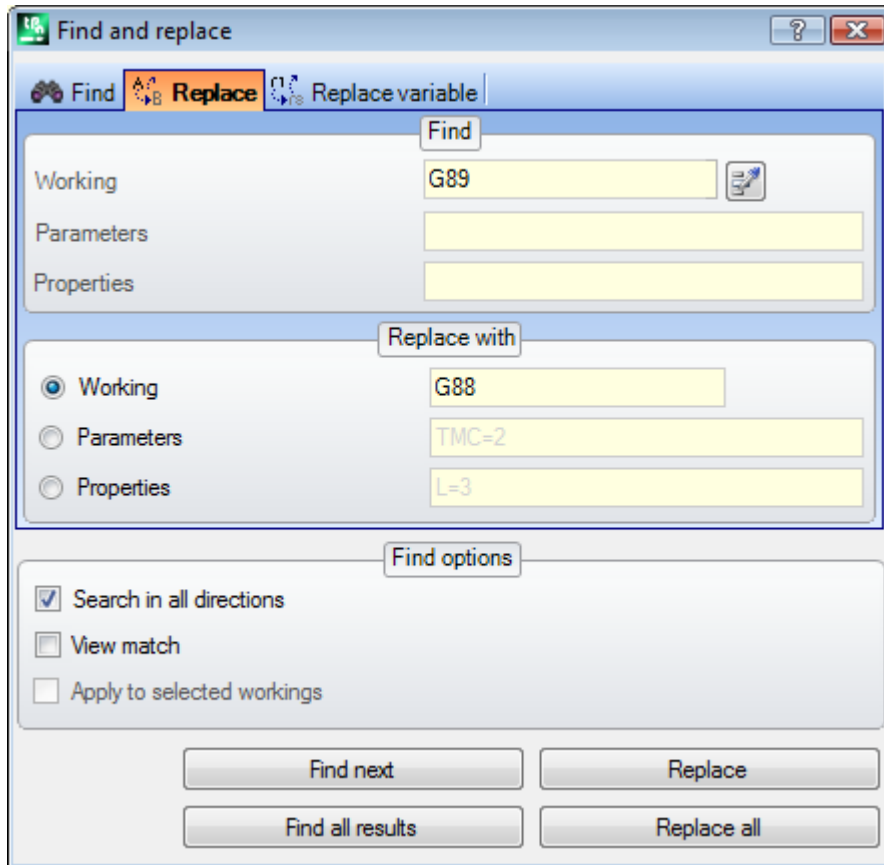 Find and replace
Find Replace Replace variable
Find
Working G89
Parameters
Properties
Replace with
Working G88
Parameters TMC=2
Properties L=3
Find options
Search in all directions
View match
Apply to selected workings
Find next Replace
Find all results Replace all